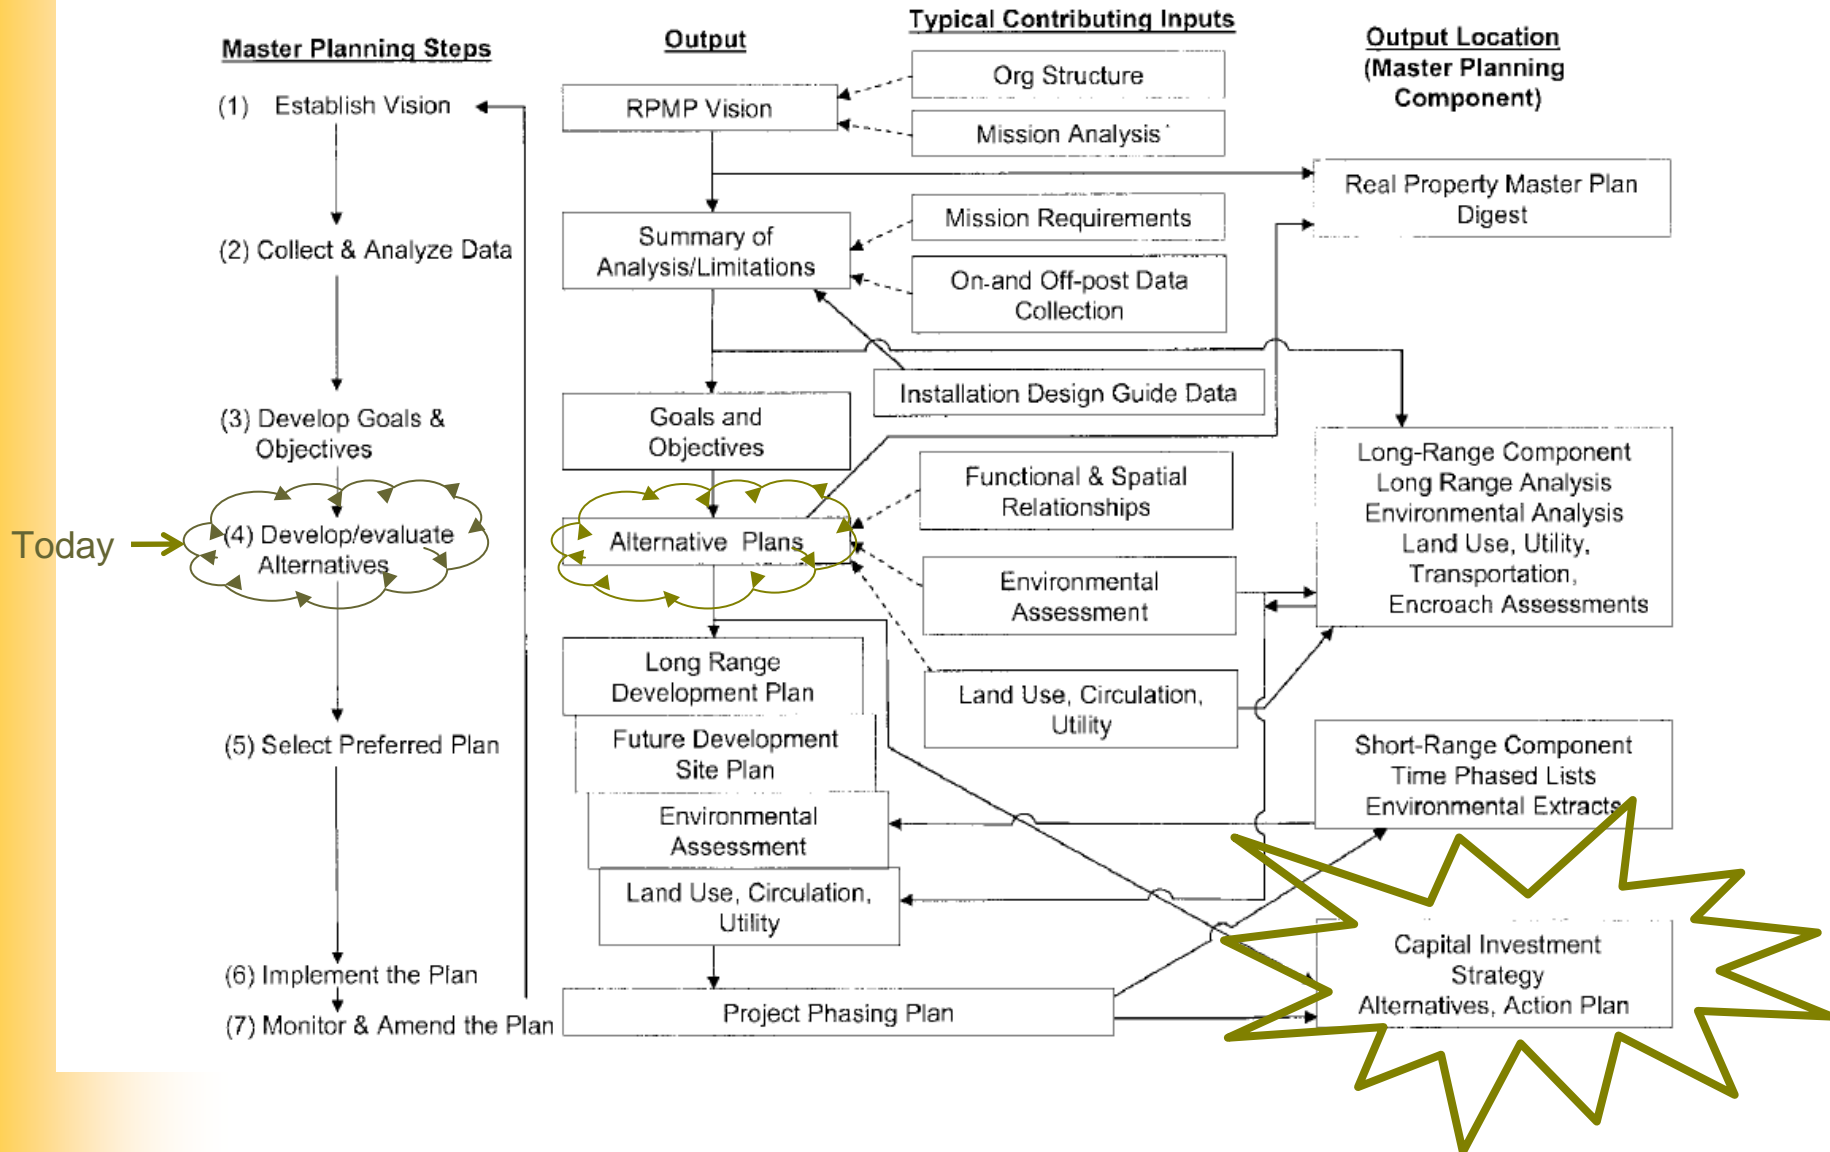 Master Planning Steps
(1) Establish Vision
(2) Collect & Analyze Data
(3) Develop Goals &
Objectives
Today
(4) Develop/evaluate
Alternatives
(5) Select Preferred Plan
(6) Implement the Plan
(7) Monitor & Amend the Plan
Output
RPMP Vision
Summary of
Analysis/Limitations
Goals and
Objectives
Alternative Plans
Long Range
Development Plan
Future Development
Site Plan
Environmental
Assessment
Land Use, Circulation,
Utility
Project Phasing Plan
Typical Contributing Inputs
Org Structure
Mission Analysis
Mission Requirements
On-and Off-post Data
Collection
Installation Design Guide Data
Functional & Spatial
Relationships
Environmental
Assessment
Land Use, Circulation,
Utility
Output Location
(Master Planning
Component)
Real Property Master Plan
Digest
Long-Range Component
Long Range Analysis
Environmental Analysis
Land Use, Utility,
Transportation,
Encroach Assessments
Short-Range Component
Time Phased Lists
Environmental Extracts
Capital Investment
Strategy
Alternatives, Action Plan